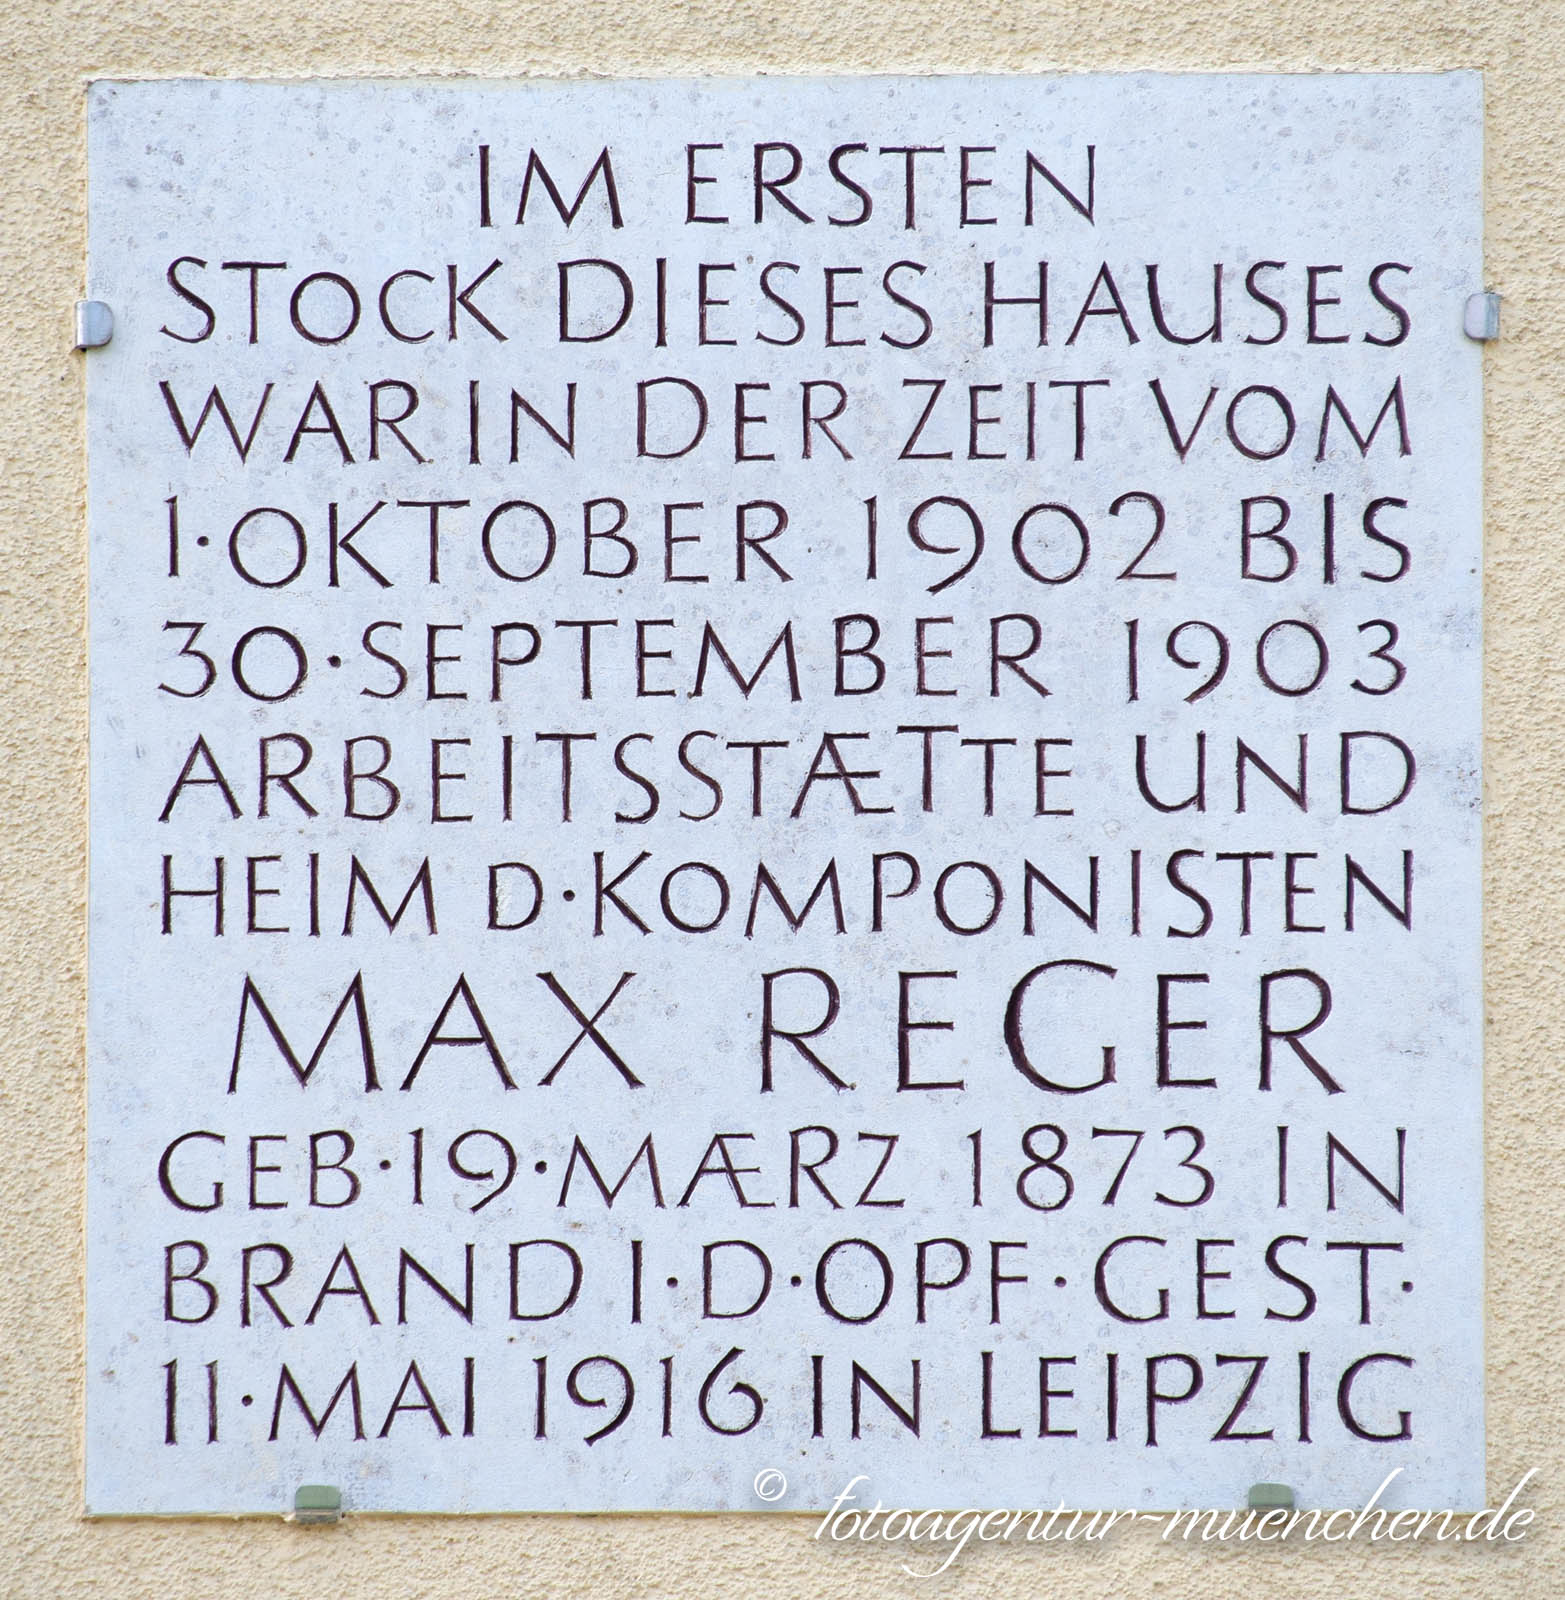 IM ERSTEN
STOCK DIESES HAUSES
WAR IN DER ZEIT VOM
1·OKTOBER 1902 BIS
30·SEPTEMBER 1903
ARBEITSSTÆTTE UND
HEIM D·KOMPONISTEN
MAX REGER
GEB·19·MÆRZ 1873 IN
BRAND I·D·OPF·GEST·
11·MAI 1916 IN LEIPZIG
© fotoagentur-muenchen.de